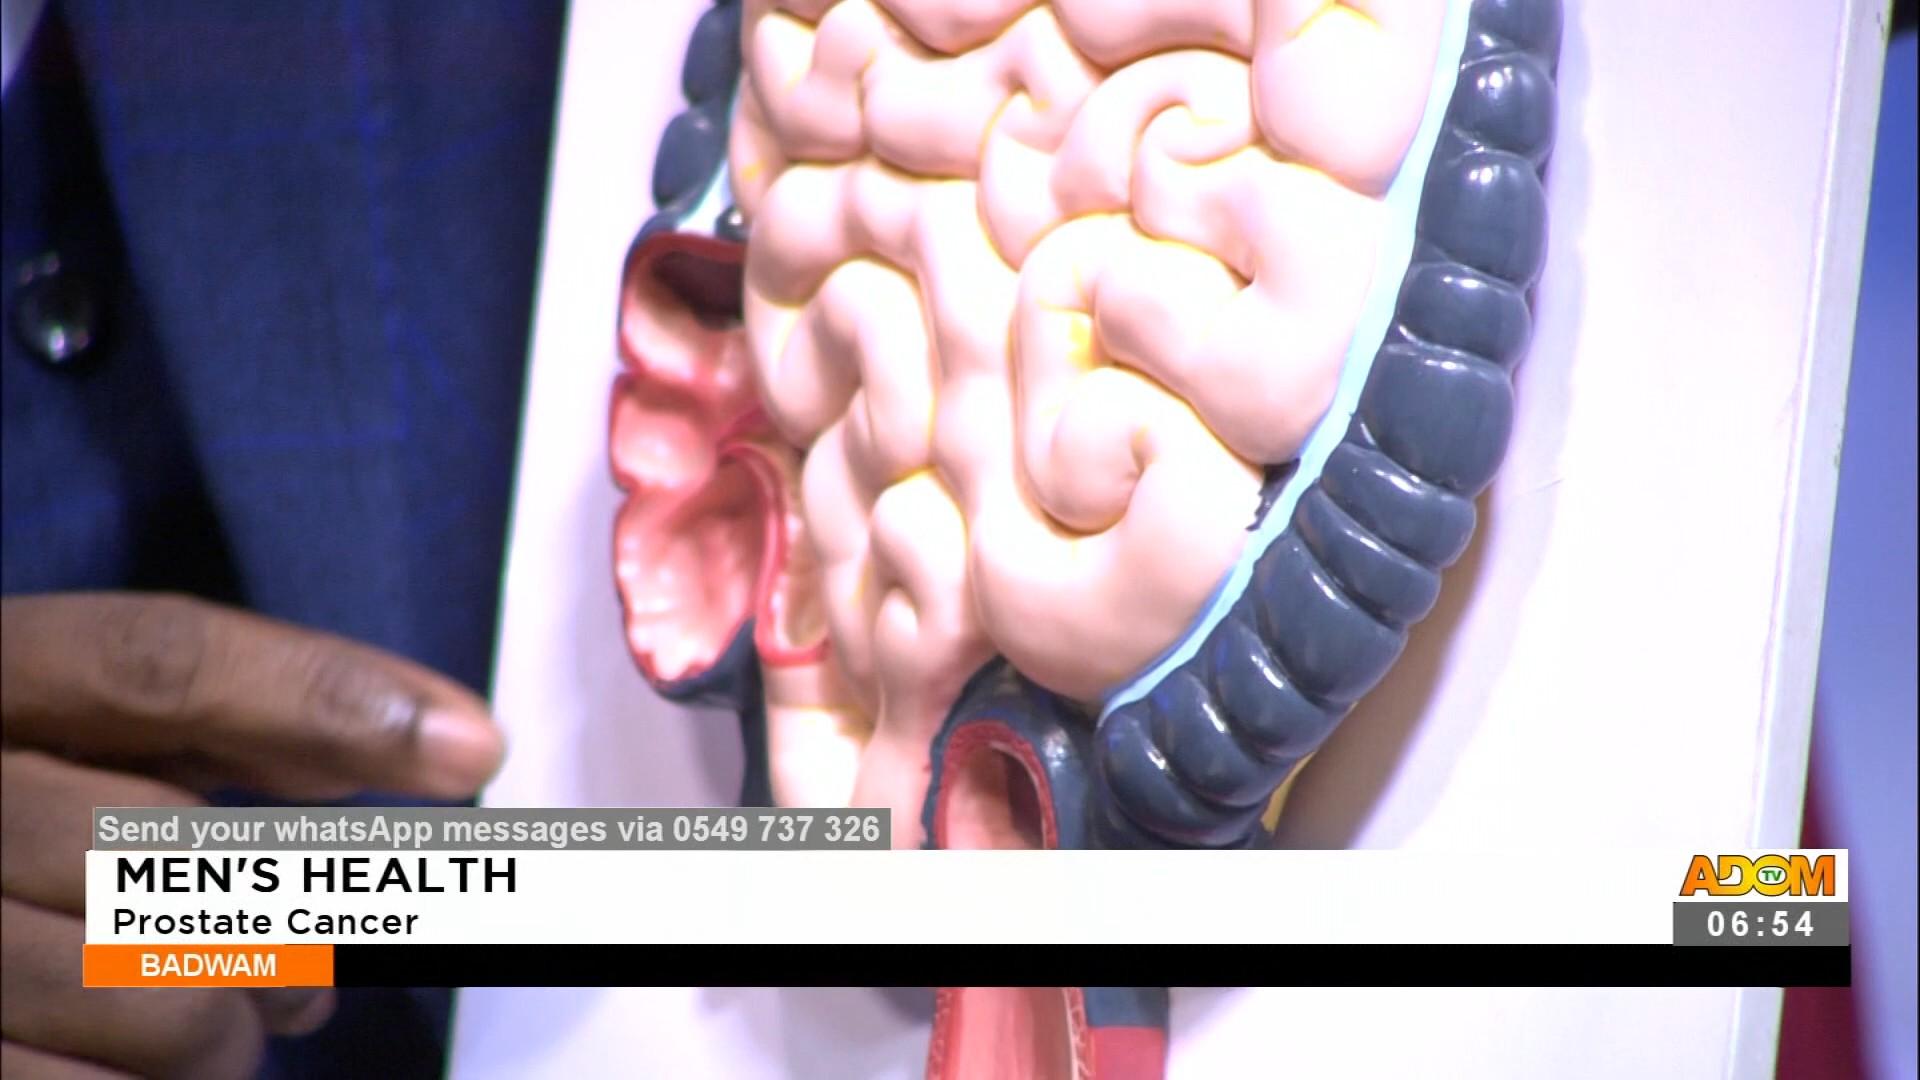 Send your whatsApp messages via 0549 737 326
MEN'S HEALTH
Prostate Cancer
ADOM TV
06:54
BADWAM